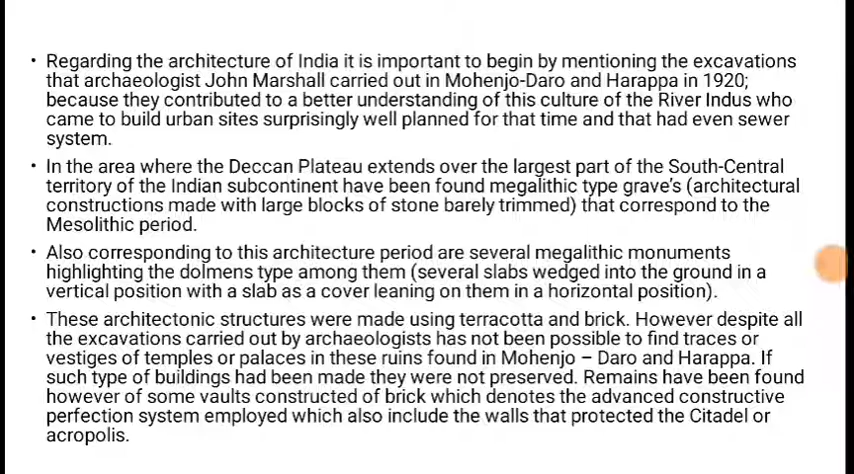 • Regarding the architecture of India it is important to begin by mentioning the excavations
that archaeologist John Marshall carried out in Mohenjo-Daro and Harappa in 1920;
because they contributed to a better understanding of this culture of the River Indus who
came to build urban sites surprisingly well planned for that time and that had even sewer
system.
• In the area where the Deccan Plateau extends over the largest part of the South-Central
territory of the Indian subcontinent have been found megalithic type grave's (architectural
constructions made with large blocks of stone barely trimmed) that correspond to the
Mesolithic period.
• Also corresponding to this architecture period are several megalithic monuments
highlighting the dolmens type among them (several slabs wedged into the ground in a
vertical position with a slab as a cover leaning on them in a horizontal position).
• These architectonic structures were made using terracotta and brick. However despite all
the excavations carried out by archaeologists has not been possible to find traces or
vestiges of temples or palaces in these ruins found in Mohenjo – Daro and Harappa. If
such type of buildings had been made they were not preserved. Remains have been found
however of some vaults constructed of brick which denotes the advanced constructive
perfection system employed which also include the walls that protected the Citadel or
acropolis.